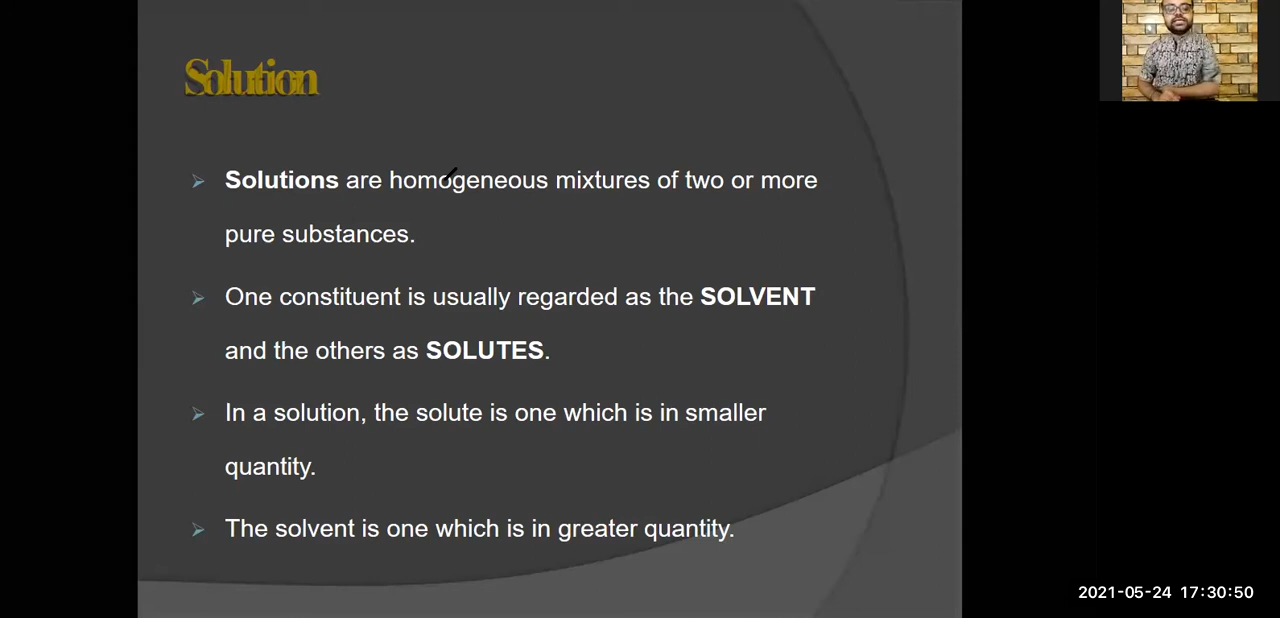 Solution
Solutions are homogeneous mixtures of two or more
pure substances.
One constituent is usually regarded as the SOLVENT
and the others as SOLUTES.
In a solution, the solute is one which is in smaller
quantity.
The solvent is one which is in greater quantity.
2021-05-24 17:30:50